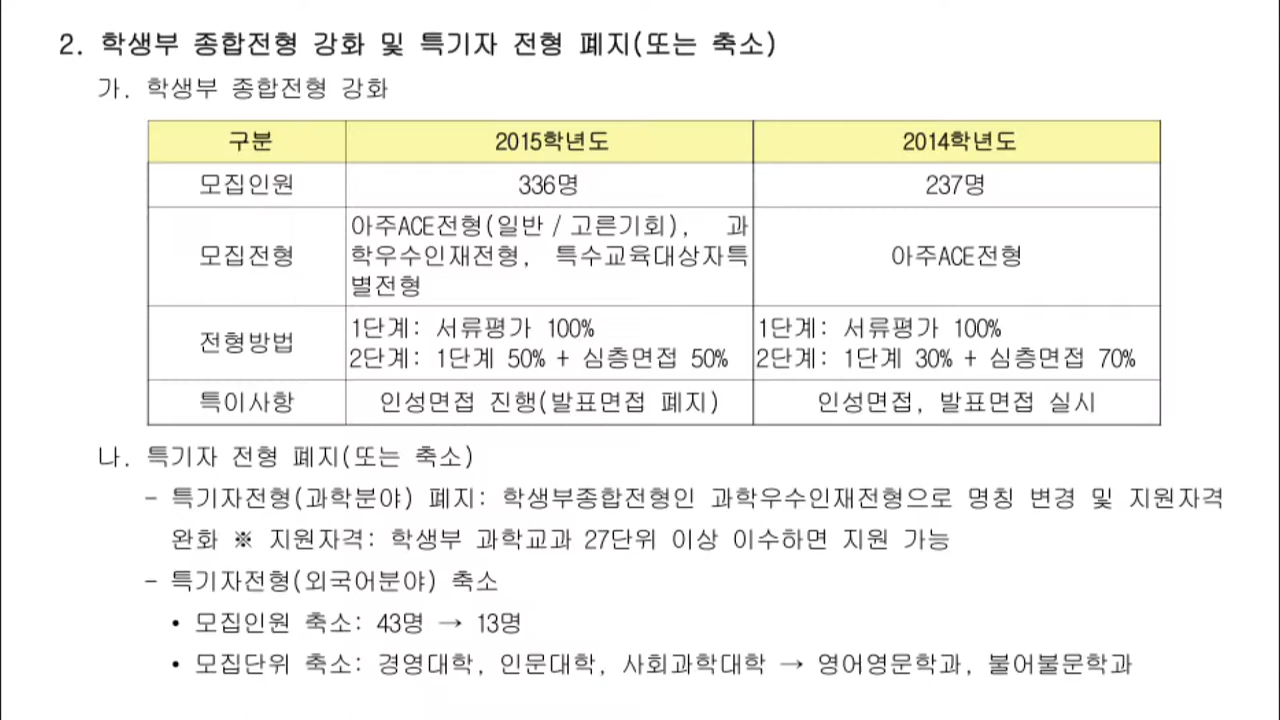 2. 학생부 종합전형 강화 및 특기자 전형 폐지(또는 축소)
가. 학생부 종합전형 강화
구분 2015학년도 2014학년도
모집인원 336명 237명
모집전형 아주ACE전형(일반/고른기회), 과
학우수인재전형, 특수교육대상자특
별전형 아주ACE전형
전형방법 1단계: 서류평가 100% 1단계: 서류평가 100%
2단계: 1단계 50% + 심층면접 50% 2단계: 1단계 30% + 심층면접 70%
특이사항 인성면접 진행(발표면접 폐지) 인성면접, 발표면접 실시
나. 특기자 전형 폐지(또는 축소)
- 특기자전형(과학분야) 폐지: 학생부종합전형인 과학우수인재전형으로 명칭 변경 및 지원자격
완화 ※ 지원자격: 학생부 과학교과 27단위 이상 이수하면 지원 가능
- 특기자전형(외국어분야) 축소
• 모집인원 축소: 43명 → 13명
• 모집단위 축소: 경영대학, 인문대학, 사회과학대학 → 영어영문학과, 불어불문학과